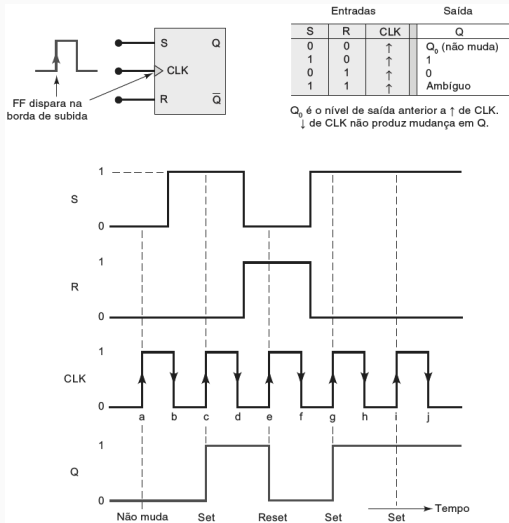 FF dispara na
borda de subida
S Q
CLK
R Q̅
Entradas Saída
S R CLK Q
0 0 ↑ Q₀ (não muda)
1 0 ↑ 1
0 1 ↑ 0
1 1 ↑ Ambíguo
Q₀ é o nível de saída anterior a ↑ de CLK.
↓ de CLK não produz mudança em Q.
1
S
0
1
R
0
1
CLK
0
a b c d e f g h i j
1
Q
0
Tempo
Não muda Set Reset Set Set